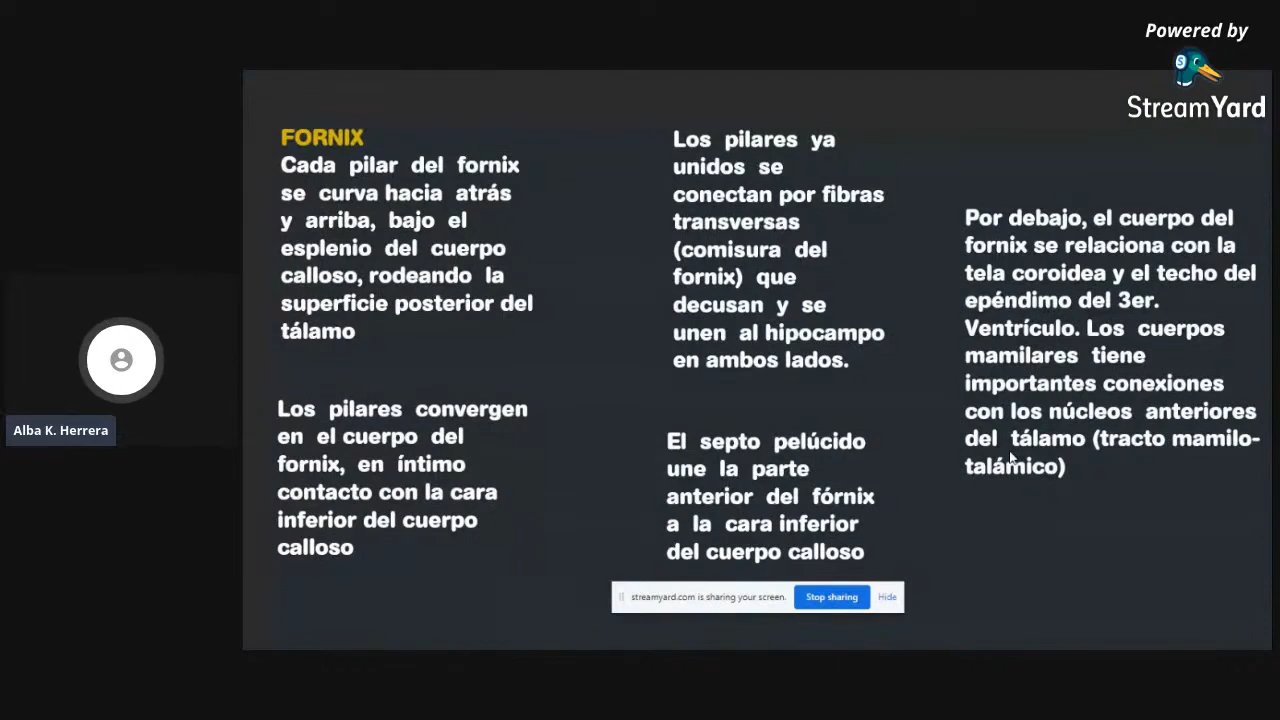 Powered by
StreamYard
FORNIX
Cada pilar del fornix
se curva hacia atrás
y arriba, bajo el
esplenio del cuerpo
calloso, rodeando la
superficie posterior del
tálamo
Los pilares convergen
en el cuerpo del
fornix, en íntimo
contacto con la cara
inferior del cuerpo
calloso
Los pilares ya
unidos se
conectan por fibras
transversas
(comisura del
fornix) que
decusan y se
unen al hipocampo
en ambos lados.
El septo pelúcido
une la parte
anterior del fórnix
a la cara inferior
del cuerpo calloso
Por debajo, el cuerpo del
fornix se relaciona con la
tela coroidea y el techo del
epéndimo del 3er.
Ventrículo. Los cuerpos
mamilares tiene
importantes conexiones
con los núcleos anteriores
del tálamo (tracto mamilo-
talámico)
Alba K. Herrera
streamyard.com is sharing your screen.
Stop sharing
Hide